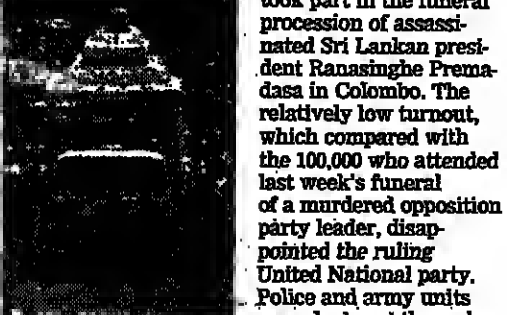 took part in the funeral
procession of assassi-
nated Sri Lankan presi-
dent Ranasinghe Prema-
dasa in Colombo. The
relatively low turnout,
which compared with
the 100,000 who attended
last week's funeral
of a murdered opposition
party leader, disap-
pointed the ruling
United National party.
Police and army units